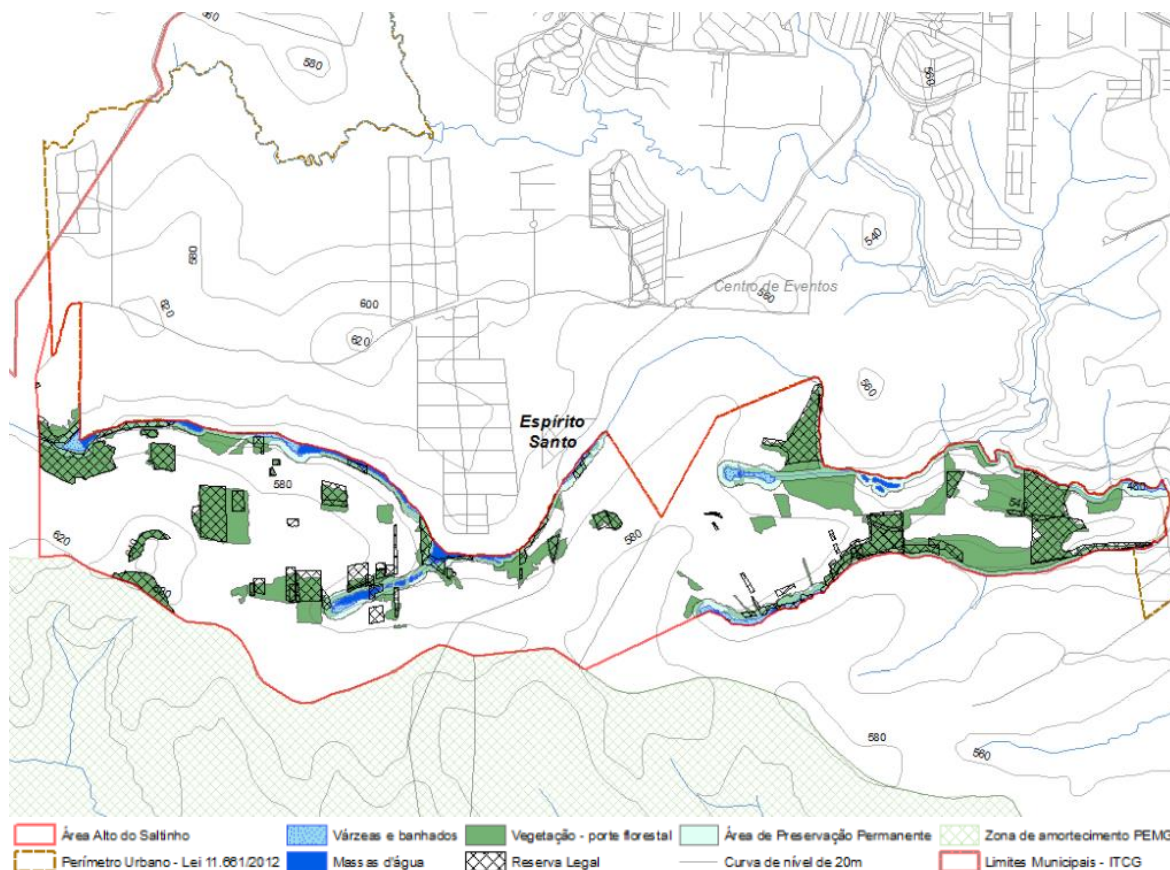 560
580
560
580
540
Centro de Eventos
560
600
620
620
580
Espírito
Santo
580
580
620
580
560
Área Alto do Saltinho
Várzeas e banhados
Vegetação - porte florestal
Área de Preservação Permanente
Zona de amortecimento PEMG
Perímetro Urbano - Lei 11.661/2012
Massas d'água
Reserva Legal
Curva de nível de 20m
Limites Municipais - ITCG